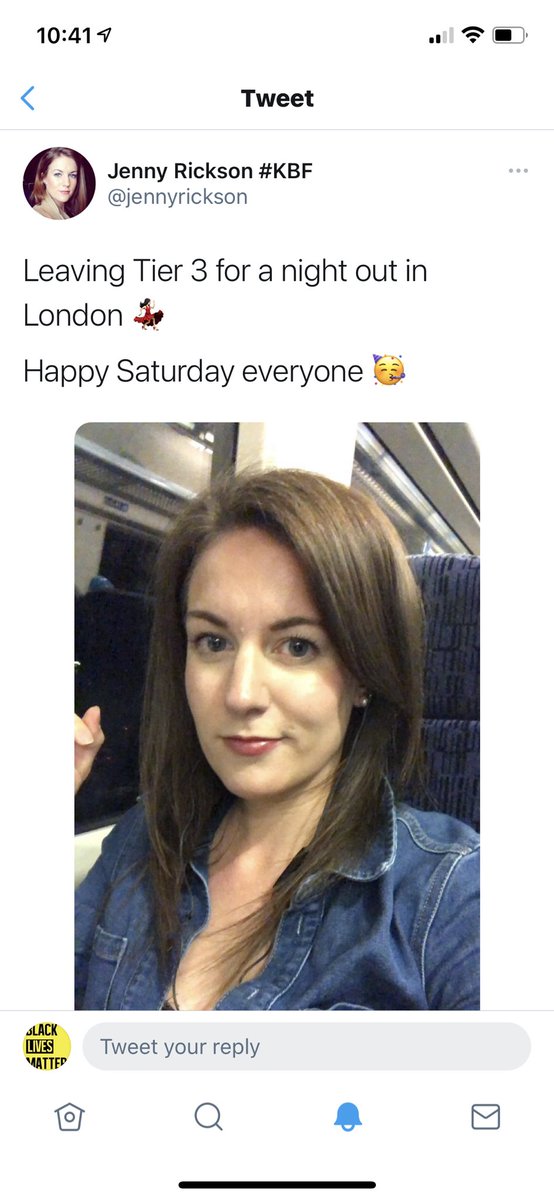 10:41
Tweet
Jenny Rickson #KBF
@jennyrickson
Leaving Tier 3 for a night out in
London 💃🏻
Happy Saturday everyone 🥳
BLACK
LIVES
MATTER
Tweet your reply